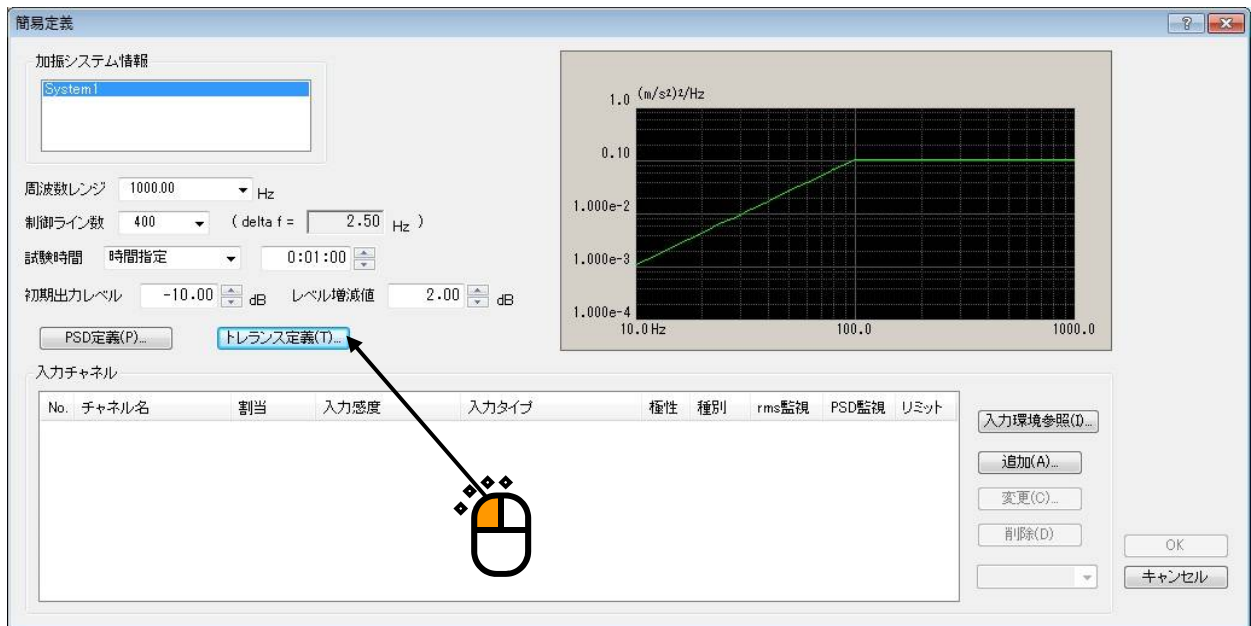 簡易定義
加振システム情報
System1
周波数レンジ 1000.00 Hz
制御ライン数 400 ( delta f = 2.50 Hz )
試験時間 時間指定 0:01:00
初期出力レベル -10.00 dB レベル増減値 2.00 dB
PSD定義(P)... トレランス定義(T)...
1.0 (m/s²)²/Hz
0.10
1.000e-2
1.000e-3
1.000e-4
10.0 Hz 100.0 1000.0
入力チャネル
No. チャネル名 割当 入力感度 入力タイプ 極性 種別 rms監視 PSD監視 リミット
入力環境参照(I)...
追加(A)...
変更(C)...
削除(D)
OK
キャンセル